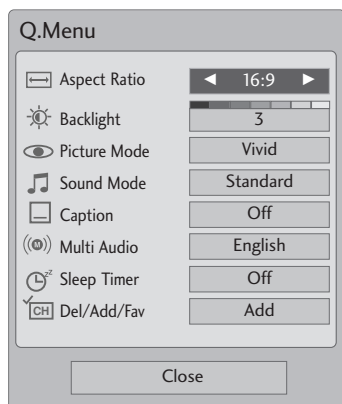 Q.Menu
Aspect Ratio ◄ 16:9 ►
Backlight 3
Picture Mode Vivid
Sound Mode Standard
Caption Off
Multi Audio English
Sleep Timer Off
CH Del/Add/Fav Add
Close